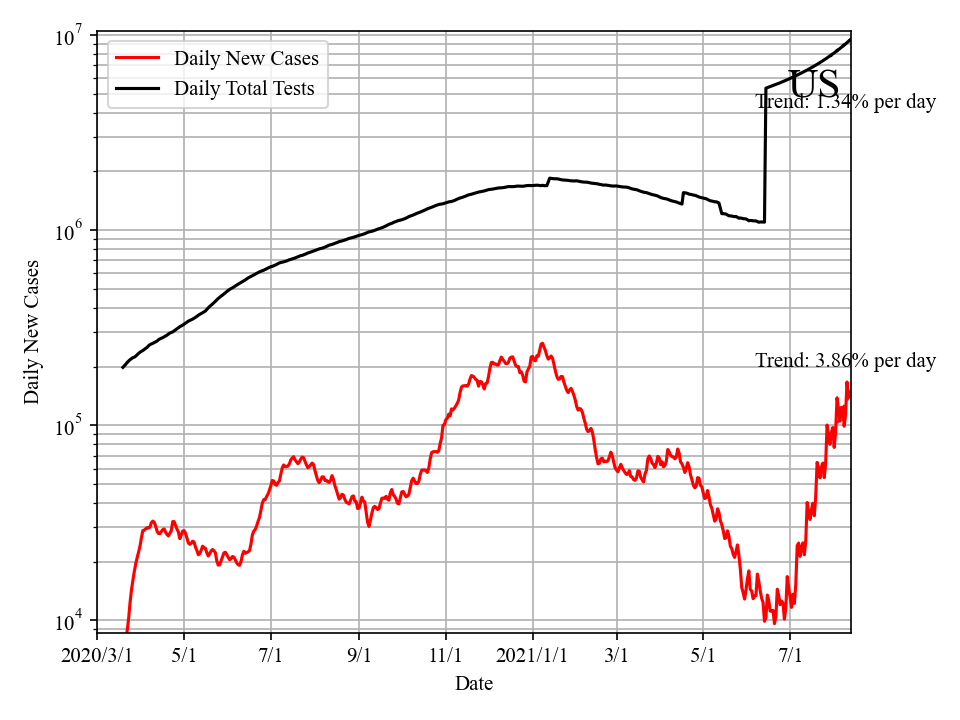 10^7
Daily New Cases
Daily Total Tests
US
Trend: 1.34% per day
10^6
Trend: 3.86% per day
10^5
10^4
Daily New Cases
2020/3/1 5/1 7/1 9/1 11/1 2021/1/1 3/1 5/1 7/1
Date